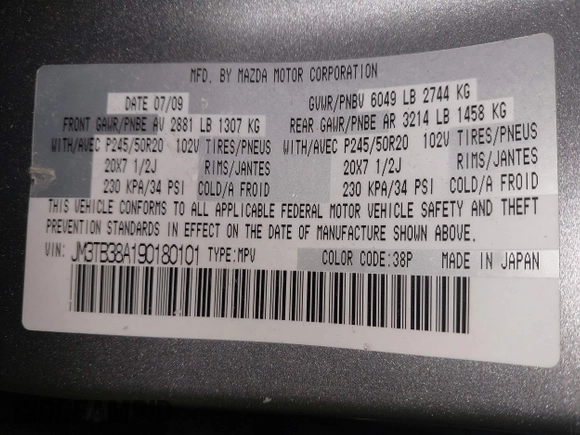 MFD. BY MAZDA MOTOR CORPORATION
DATE 07/09 GVWR/PNBV 6049 LB 2744 KG
FRONT GAWR/PNBE AV 2881 LB 1307 KG REAR GAWR/PNBE AR 3214 LB 1458 KG
WITH/AVEC P245/50R20 102V TIRES/PNEUS WITH/AVEC P245/50R20 102V TIRES/PNEUS
20X7 1/2J RIMS/JANTES 20X7 1/2J RIMS/JANTES
230 KPA/34 PSI COLD/A FROID 230 KPA/34 PSI COLD/A FROID
THIS VEHICLE CONFORMS TO ALL APPLICABLE FEDERAL MOTOR VEHICLE SAFETY AND THEFT
PREVENTION STANDARDS IN EFFECT ON THE DATE OF MANUFACTURE SHOWN ABOVE.
VIN: JM3TB38A190180101 TYPE:MPV COLOR CODE:38P MADE IN JAPAN